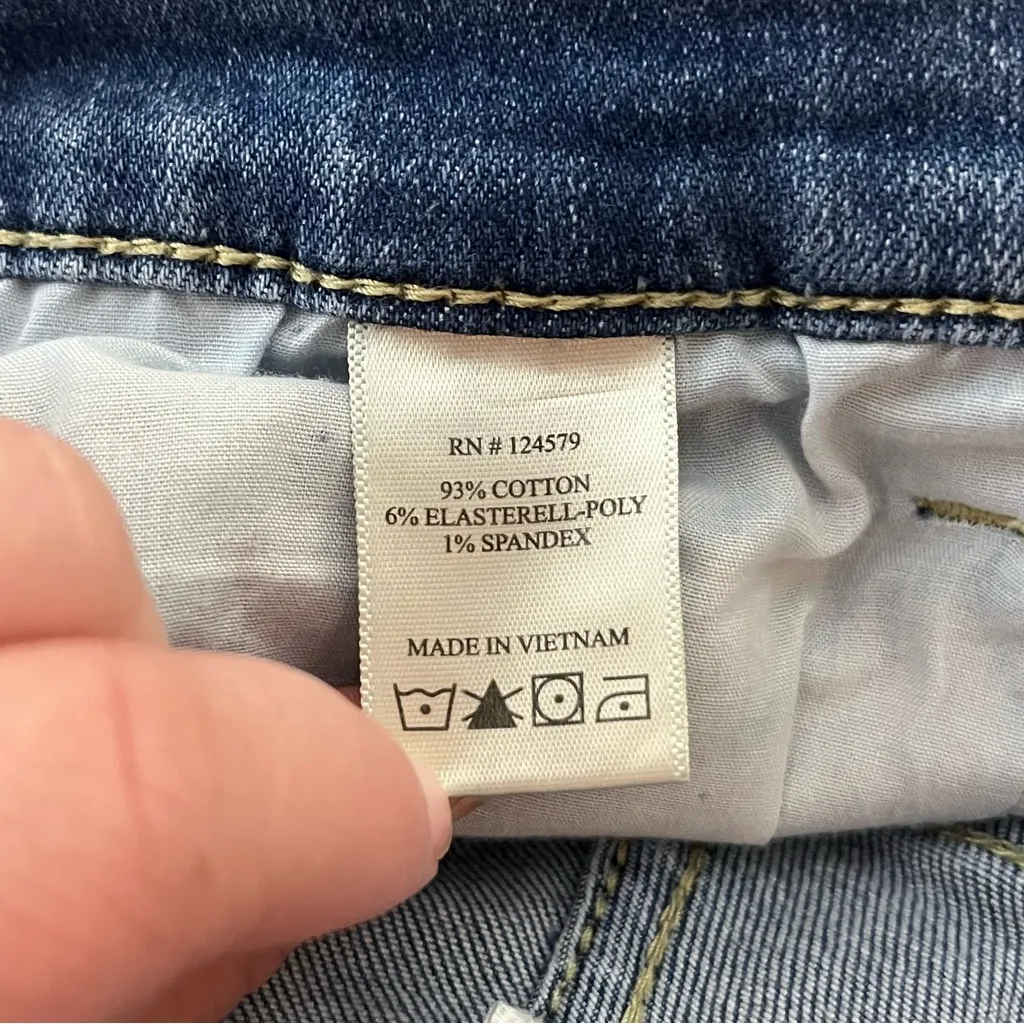 RN # 124579
93% COTTON
6% ELASTERELL-POLY
1% SPANDEX
MADE IN VIETNAM